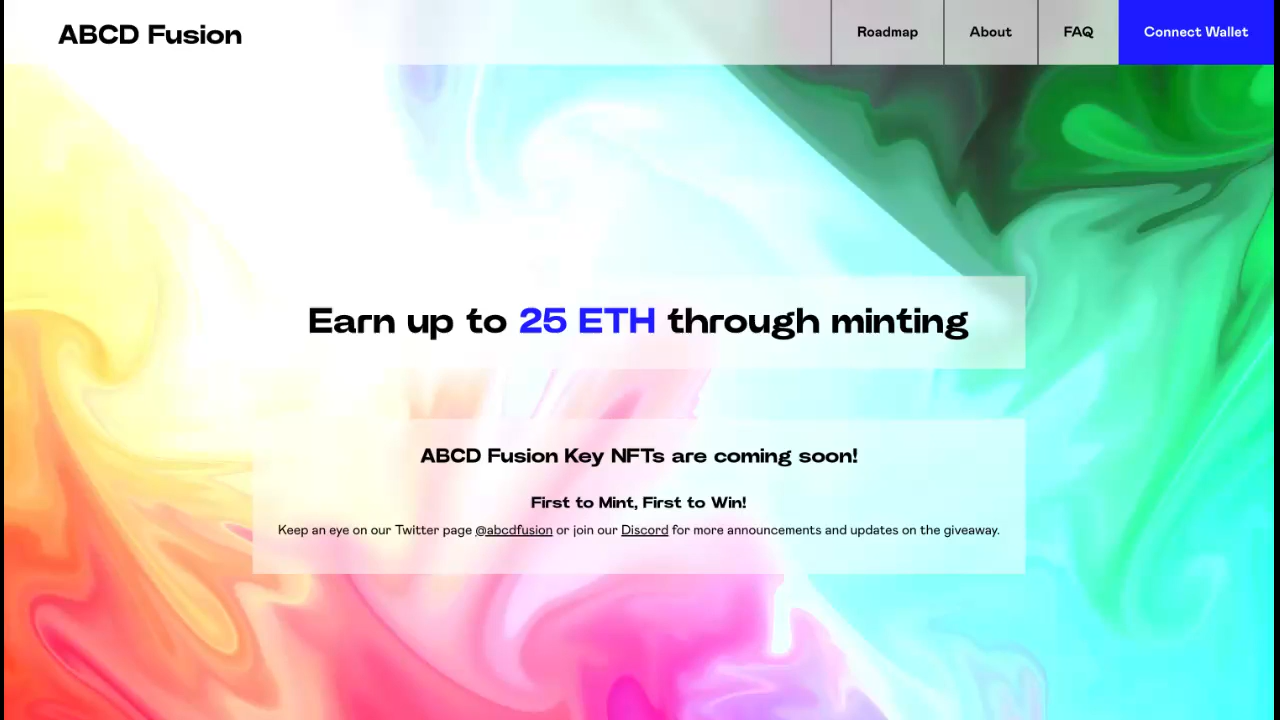 ABCD Fusion
Roadmap
About
FAQ
Connect Wallet
Earn up to 25 ETH through minting
ABCD Fusion Key NFTs are coming soon!
First to Mint, First to Win!
Keep an eye on our Twitter page @abcdfusion or join our Discord for more announcements and updates on the giveaway.